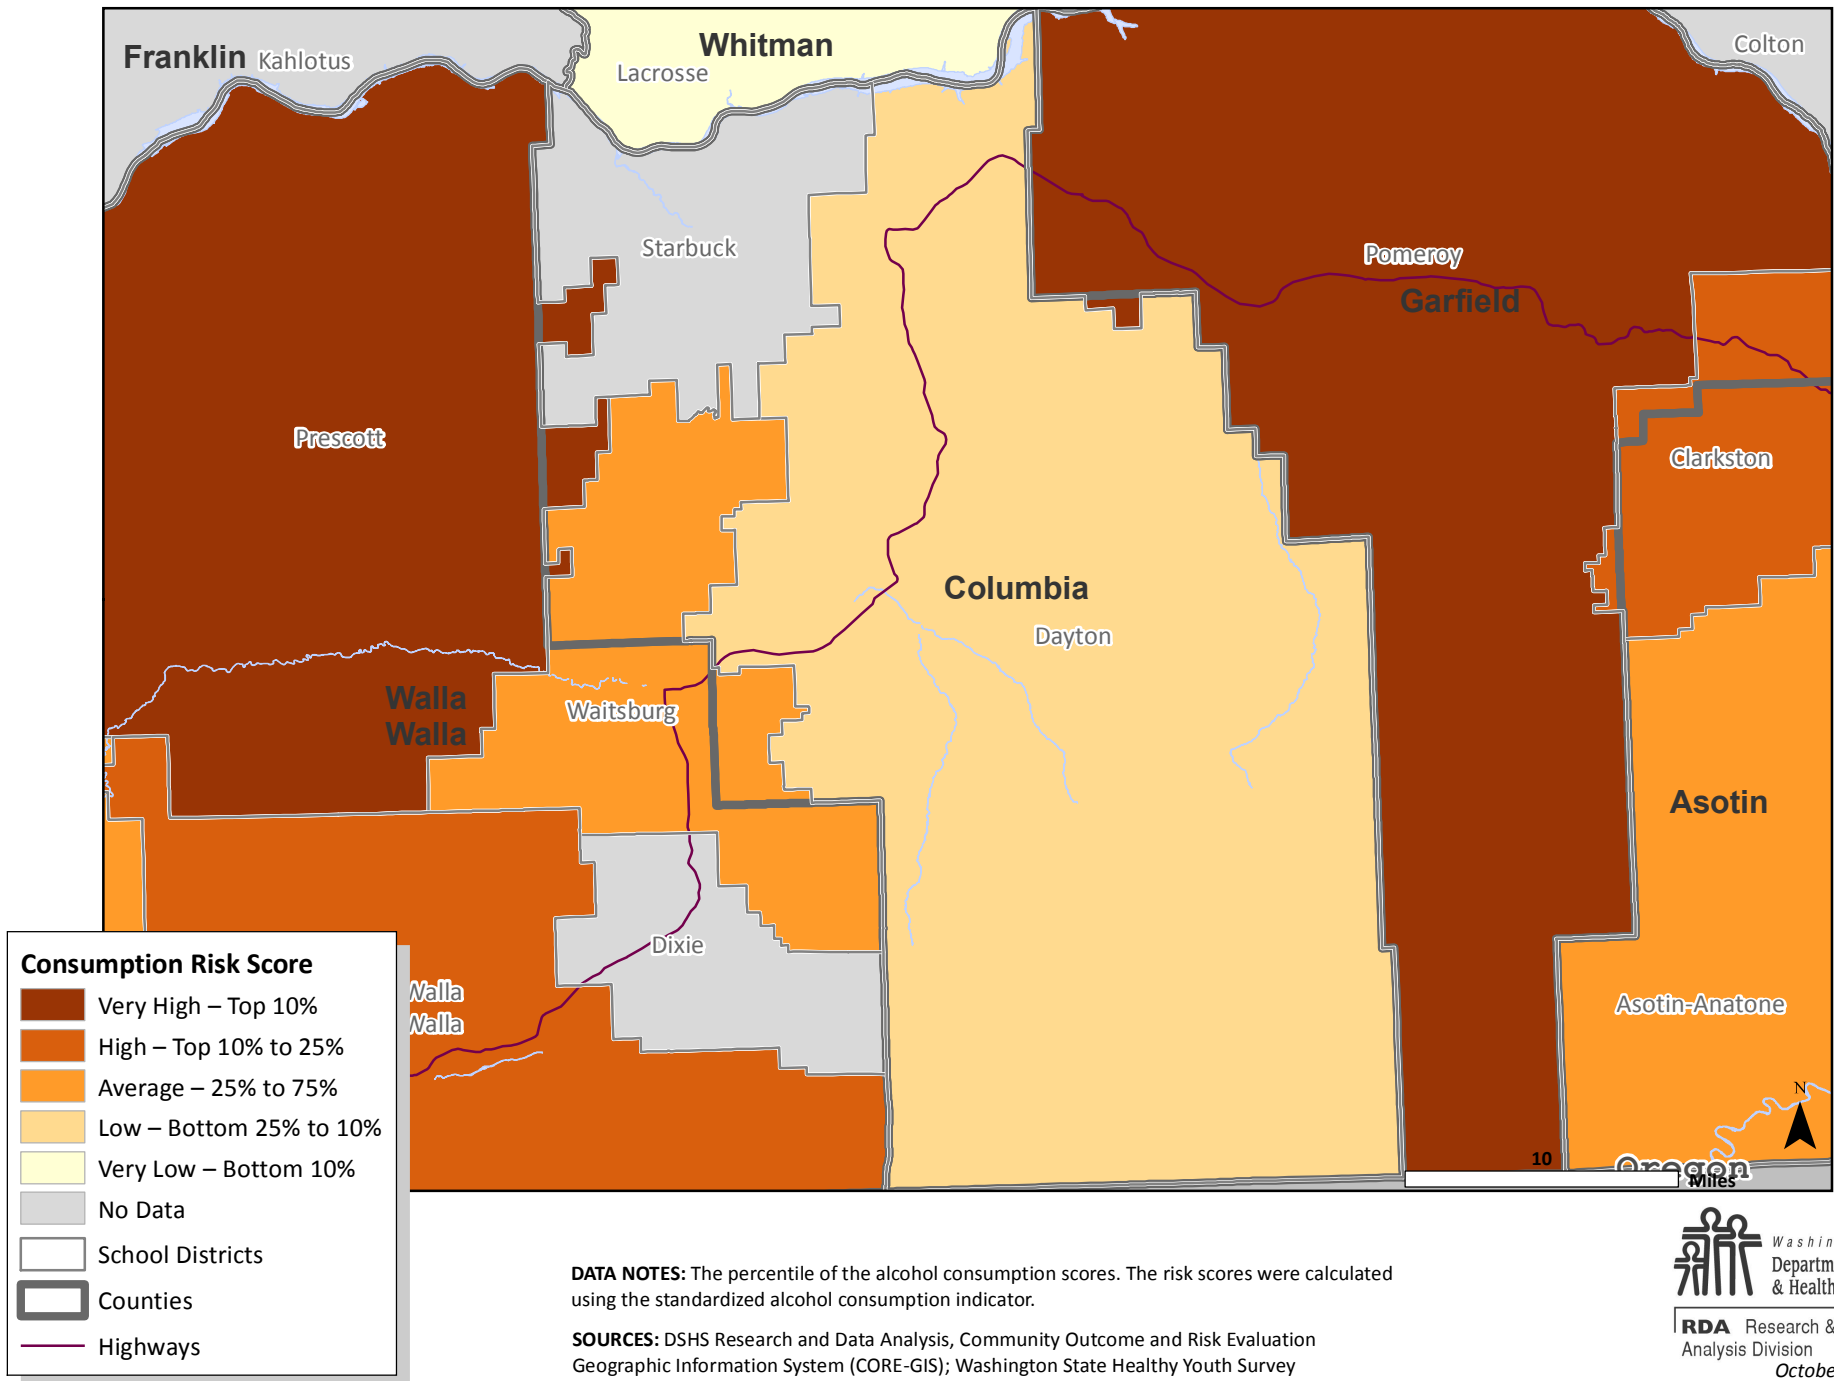 Franklin
Kahlotus
Whitman
Lacrosse
Colton
Starbuck
Pomeroy
Garfield
Prescott
Clarkston
Columbia
Dayton
Walla
Walla
Waitsburg
Asotin
Dixie
Asotin-Anatone
Walla
Walla
N
Oregon
10
Miles
Consumption Risk Score
Very High – Top 10%
High – Top 10% to 25%
Average – 25% to 75%
Low – Bottom 25% to 10%
Very Low – Bottom 10%
No Data
School Districts
Counties
Highways
DATA NOTES: The percentile of the alcohol consumption scores. The risk scores were calculated
using the standardized alcohol consumption indicator.
SOURCES: DSHS Research and Data Analysis, Community Outcome and Risk Evaluation
Geographic Information System (CORE-GIS); Washington State Healthy Youth Survey
Washin
Departm
& Health
RDA Research &
Analysis Division
Octobe